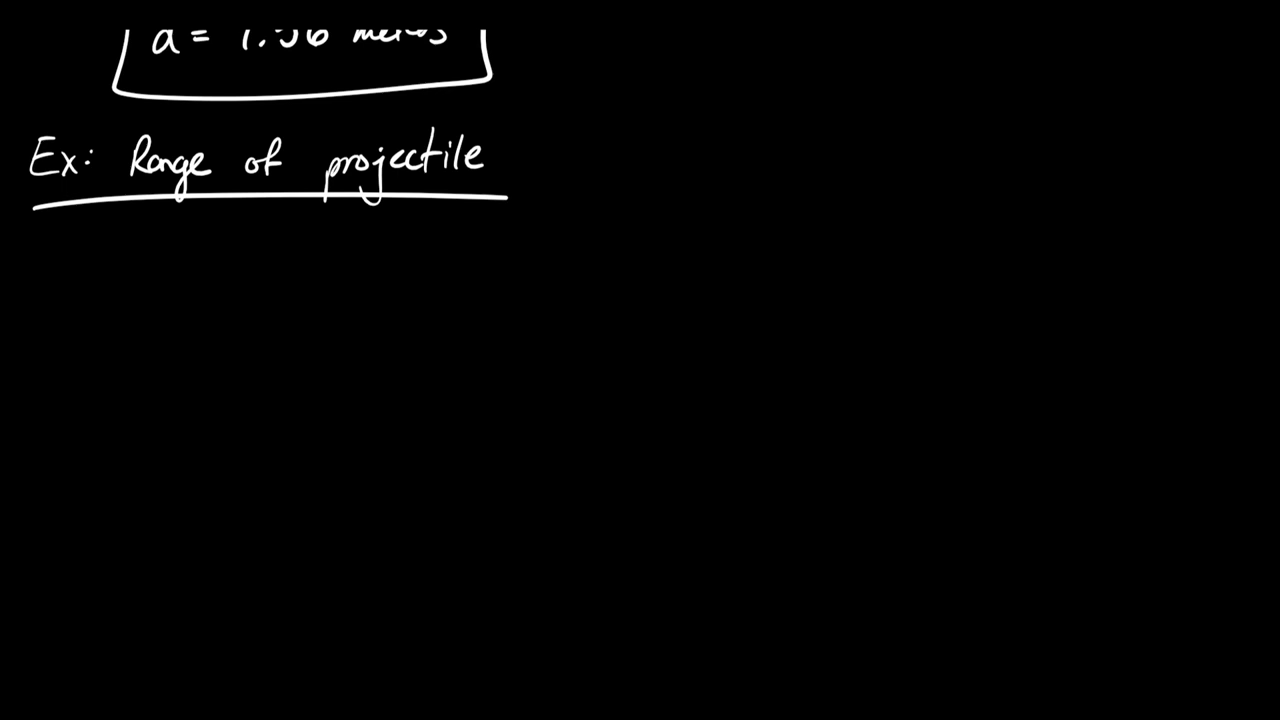 a =
Ex: Range of projectile